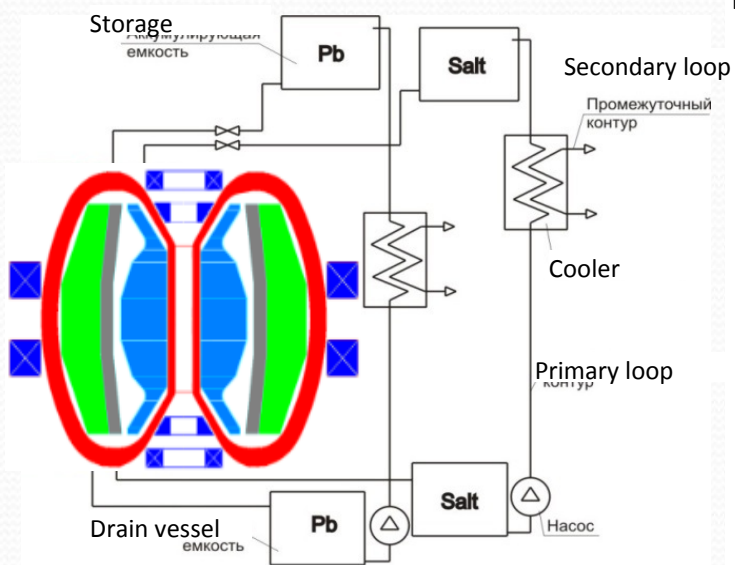 Storage
Аккумулирующая
емкость
Pb
Salt
Secondary loop
Промежуточный
контур
Cooler
Primary loop
контур
Salt
Насос
Pb
Drain vessel
емкость